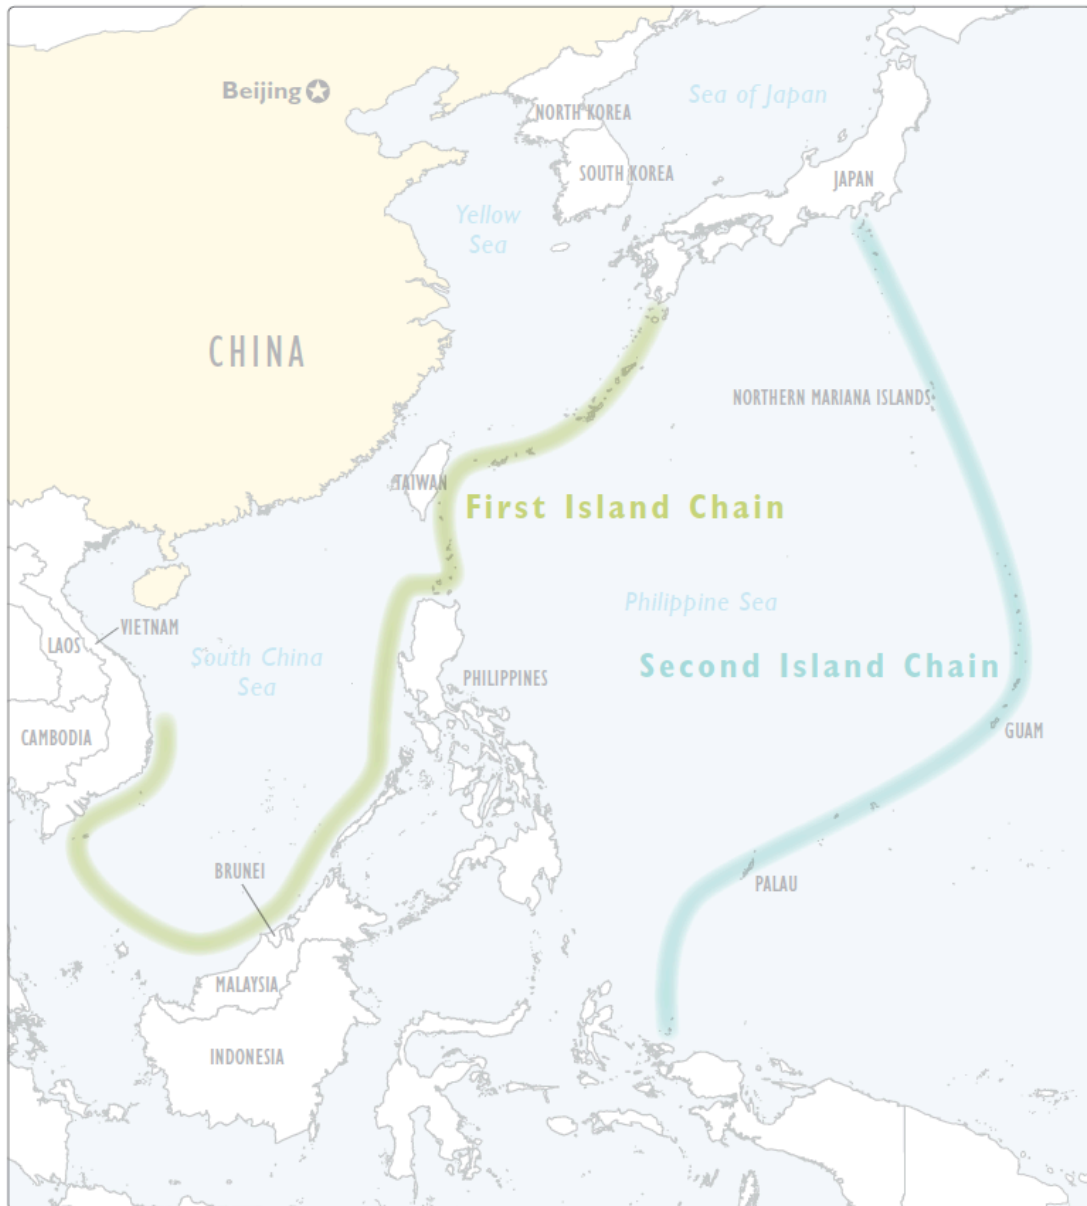 Beijing
Sea of Japan
NORTH KOREA
SOUTH KOREA
JAPAN
Yellow
Sea
CHINA
NORTHERN MARIANA ISLANDS
TAIWAN
First Island Chain
Philippine Sea
VIETNAM
LAOS
South China
Sea
Second Island Chain
PHILIPPINES
CAMBODIA
GUAM
BRUNEI
PALAU
MALAYSIA
INDONESIA